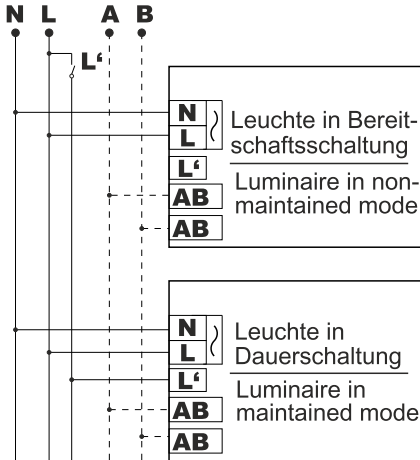 N L A B
L‘
N
L
L‘
AB
AB
Leuchte in Bereit-
schaftsschaltung
Luminaire in non-
maintained mode
N
L
L‘
AB
AB
Leuchte in
Dauerschaltung
Luminaire in
maintained mode